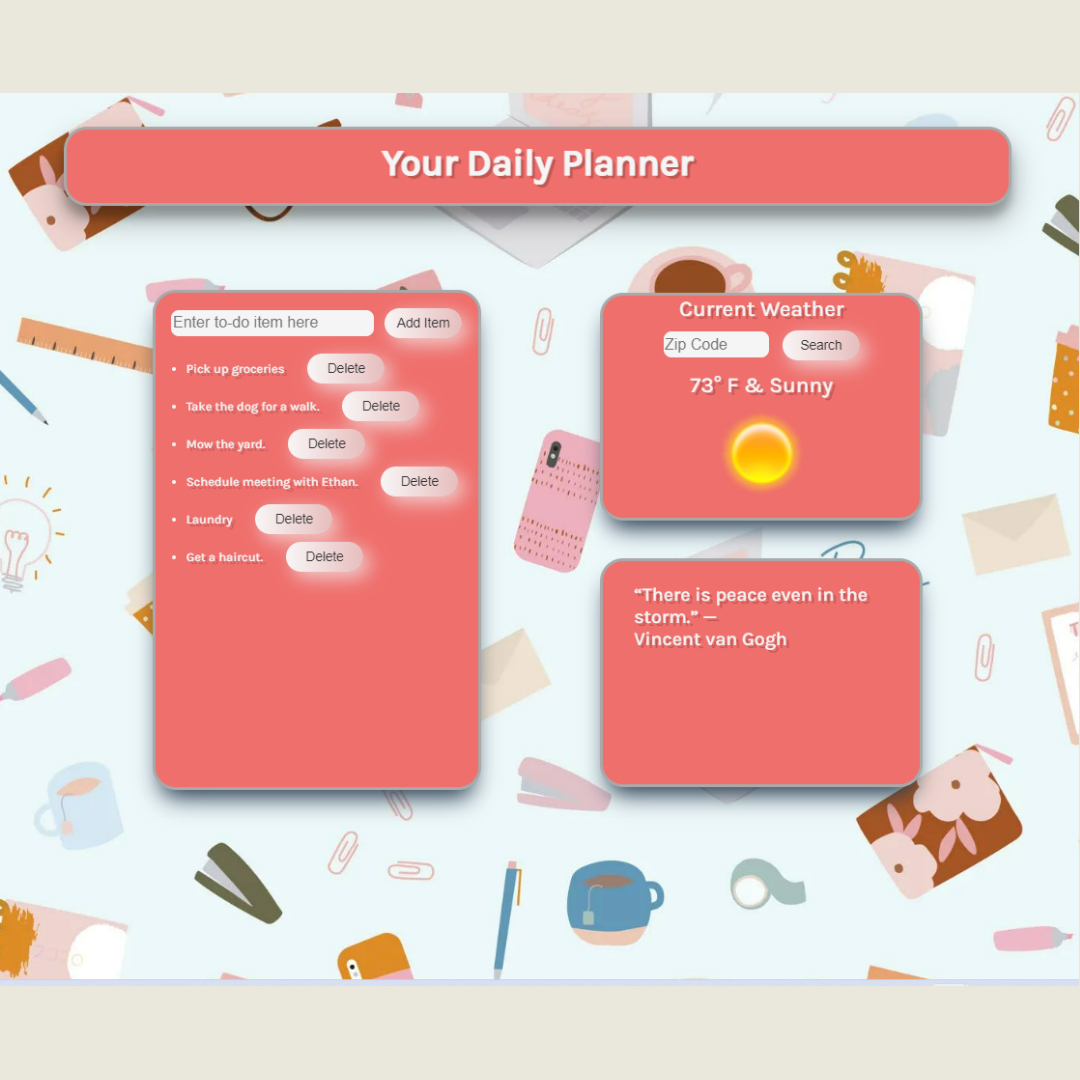 Your Daily Planner
Enter to-do item here
Add Item
Pick up groceries
Delete
Take the dog for a walk.
Delete
Mow the yard.
Delete
Schedule meeting with Ethan.
Delete
Laundry
Delete
Get a haircut.
Delete
Current Weather
Zip Code
Search
73° F & Sunny
“There is peace even in the
storm.” —
Vincent van Gogh